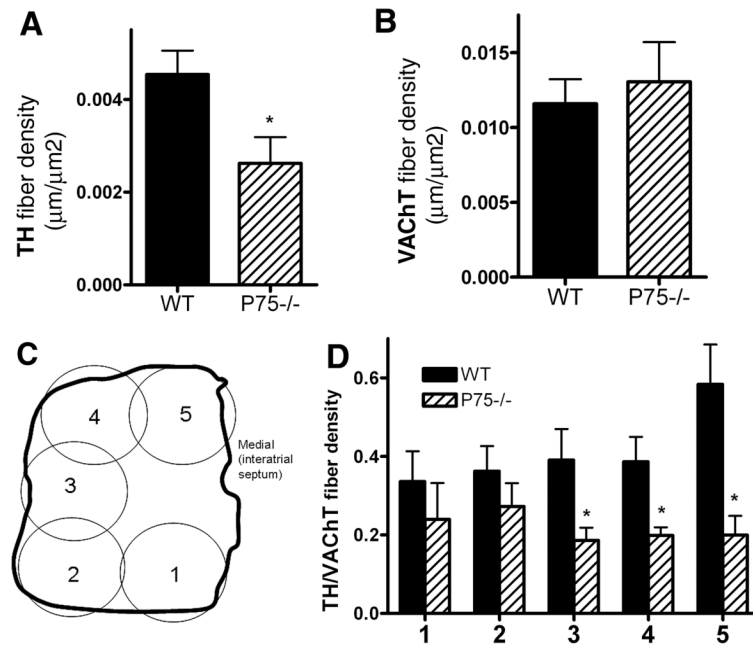 A
TH fiber density
(μm/μm2)
0.004
0.002
0.000
*
WT
P75-/-
B
VAChT fiber density
(μm/μm2)
0.015
0.010
0.005
0.000
WT
P75-/-
C
4
5
3
2
1
Medial
(interatrial
septum)
D
TH/VAChT fiber density
0.6
0.4
0.2
0.0
WT
P75-/-
*
*
*
1
2
3
4
5